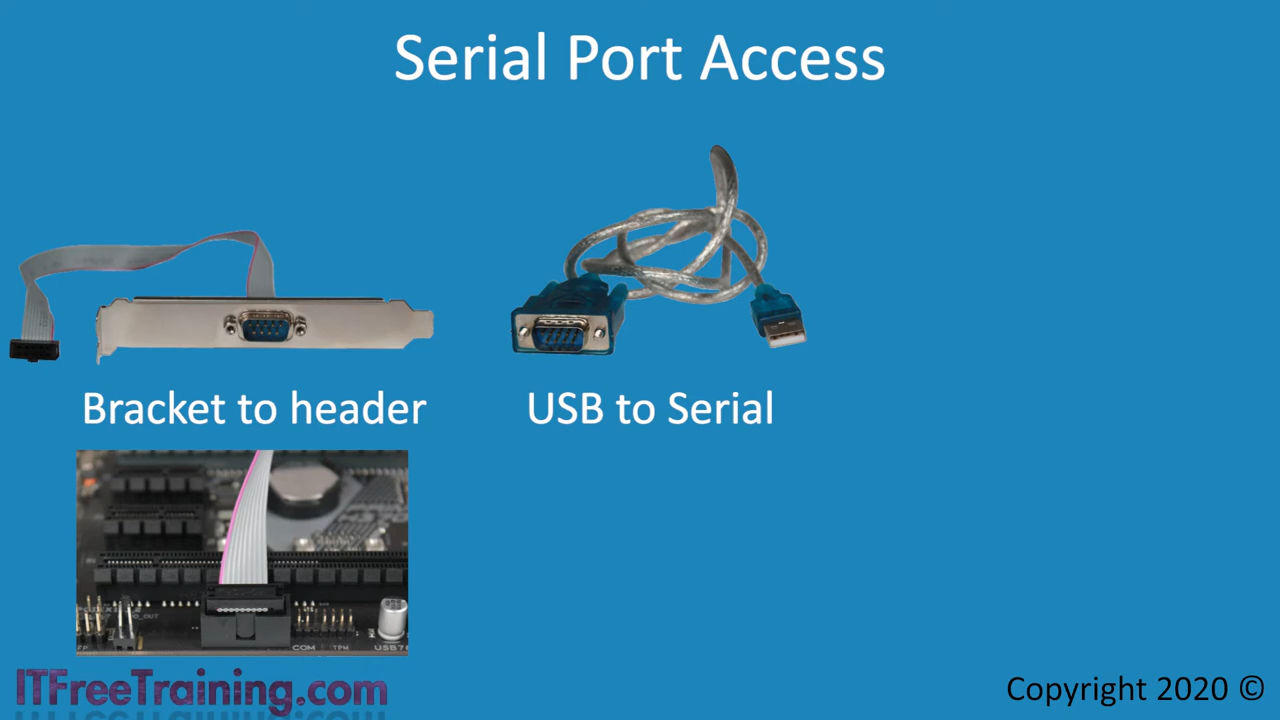 Serial Port Access
Bracket to header
USB to Serial
COM
TPM
ITFreeTraining.com
Copyright 2020 ©